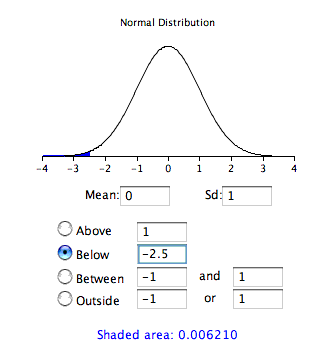 Normal Distribution
-4 -3 -2 -1 0 1 2 3 4
Mean: 0 Sd: 1
Above 1
Below -2.5
Between -1 and 1
Outside -1 or 1
Shaded area: 0.006210